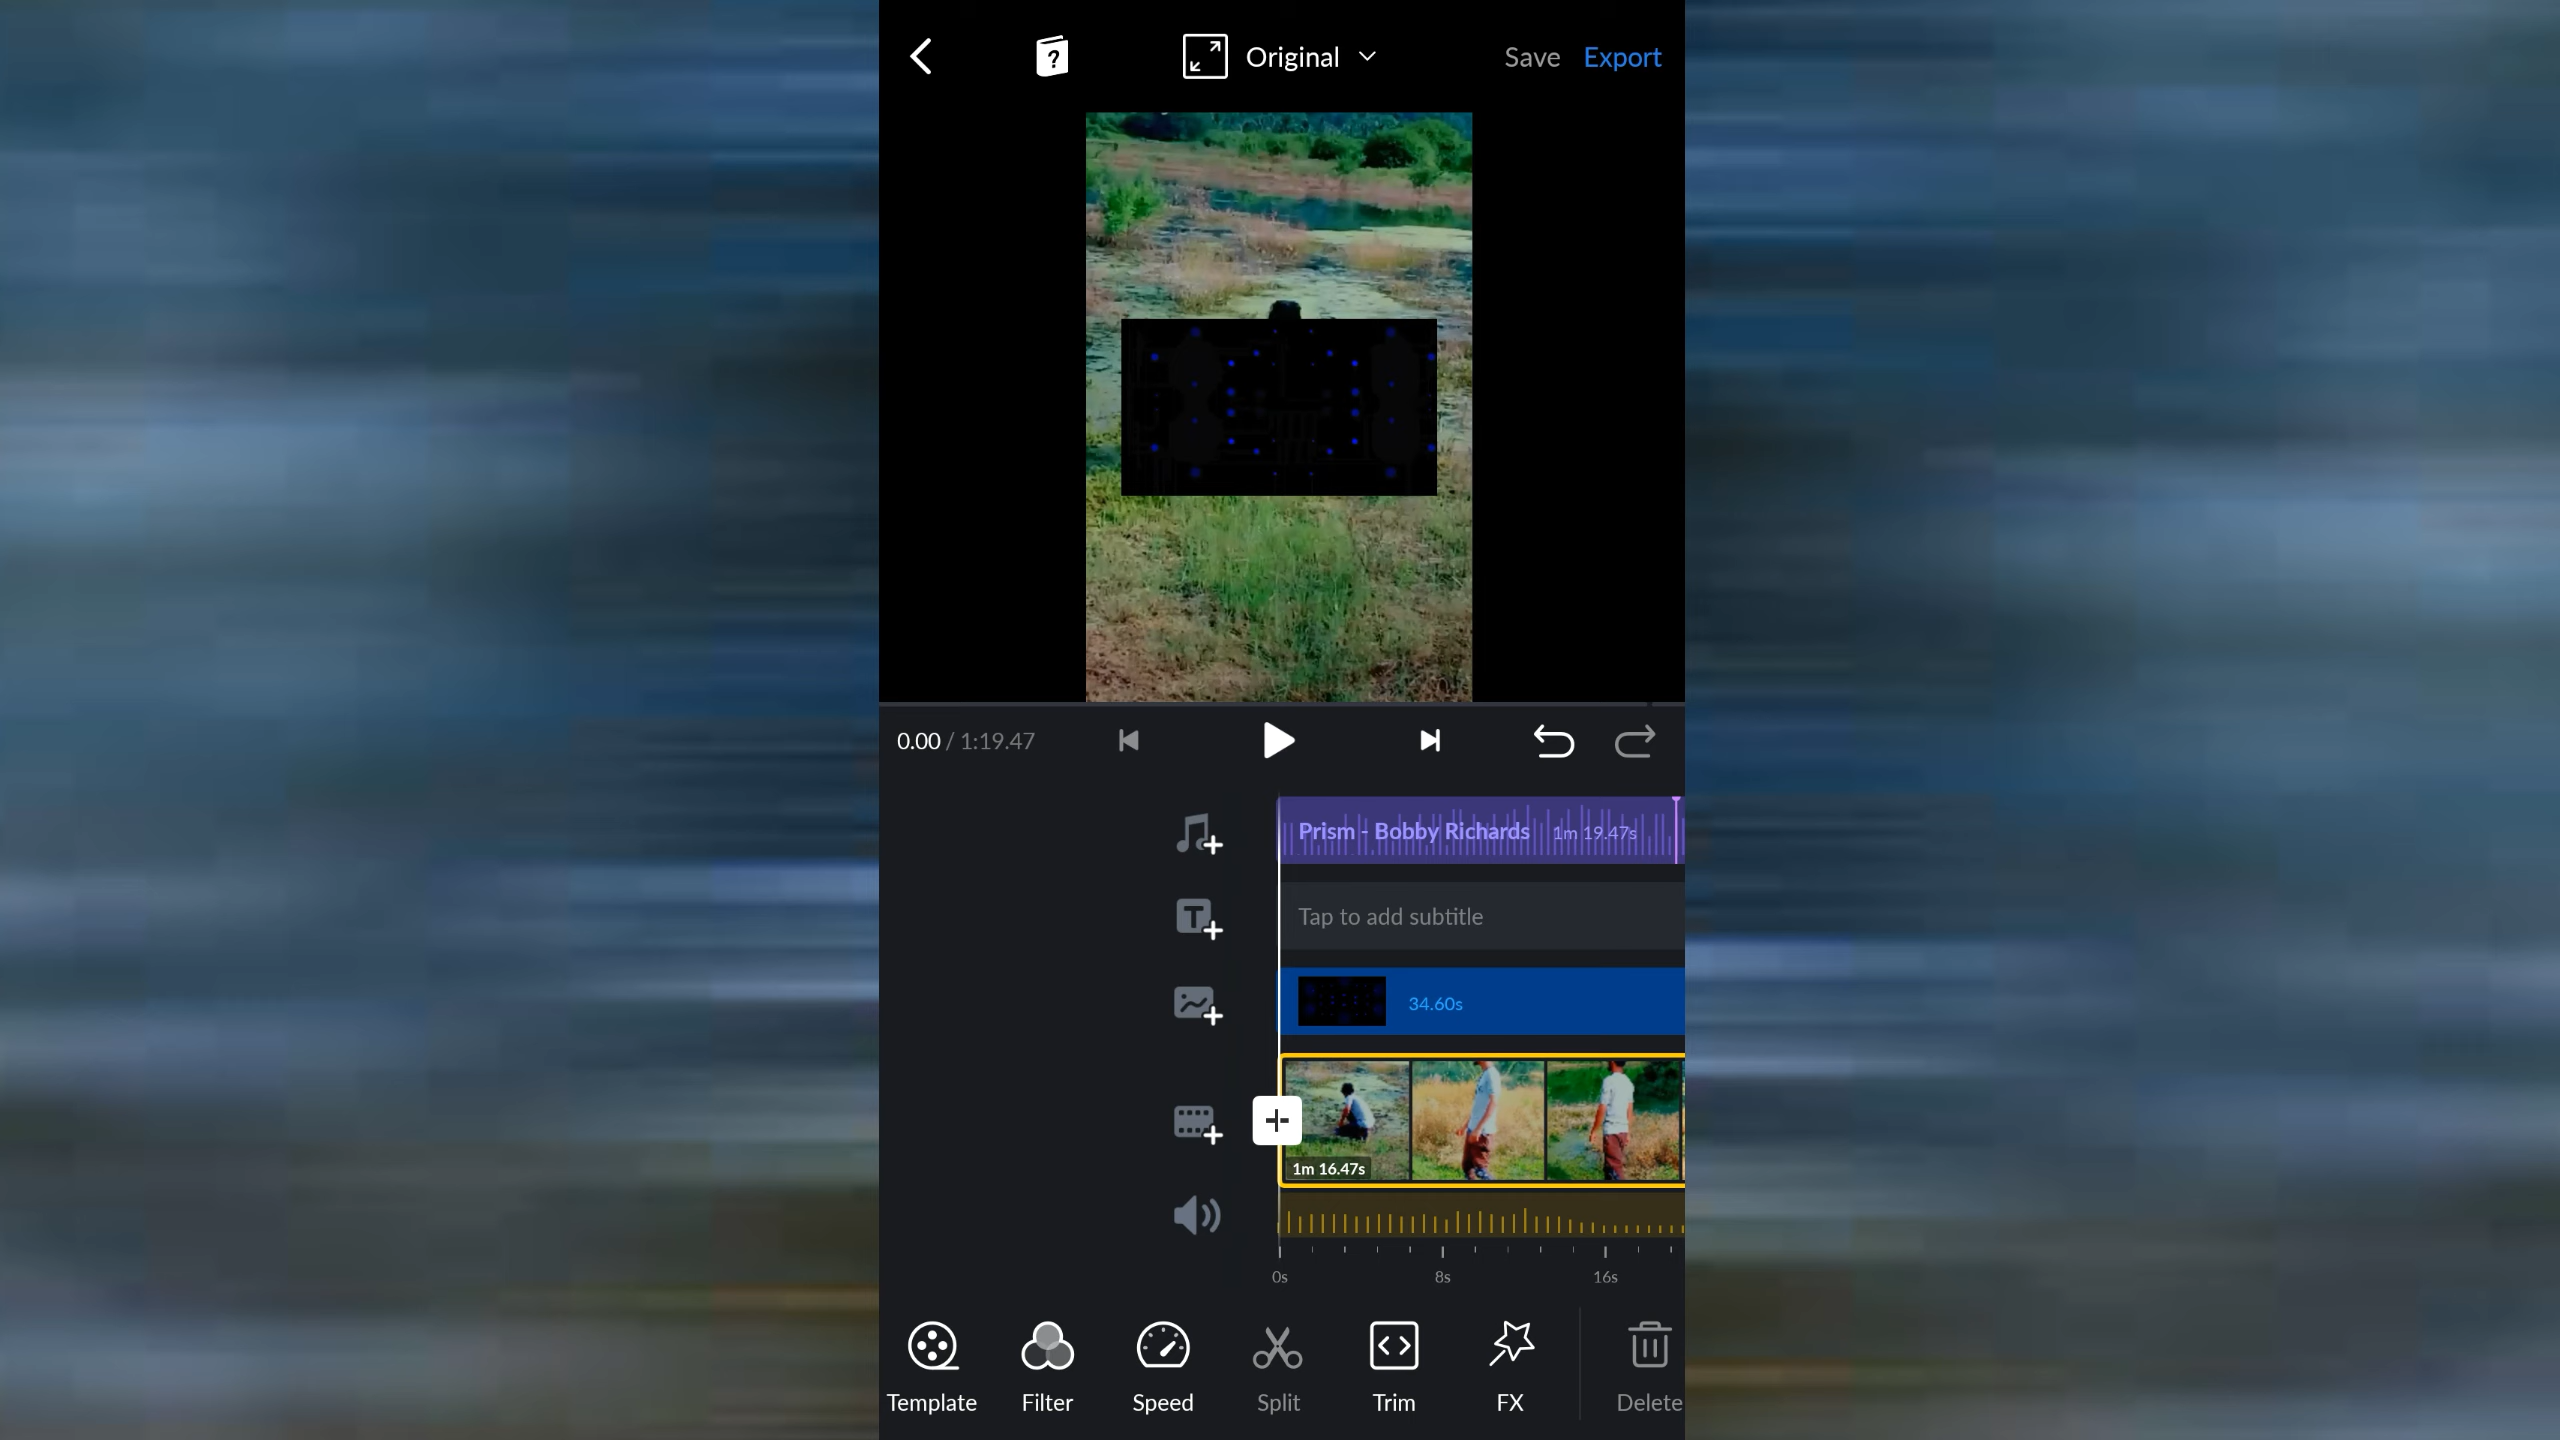 Original
Save Export
0.00 / 1:19.47
Prism - Bobby Richards 1m 19.47s
Tap to add subtitle
34.60s
1m 16.47s
0s 8s 16s
Template Filter Speed Split Trim FX Delete